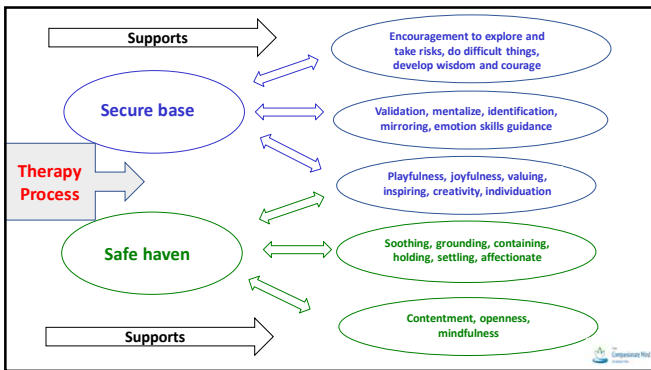 Supports
Encouragement to explore and
take risks, do difficult things,
develop wisdom and courage
Secure base
Validation, mentalize, identification,
mirroring, emotion skills guidance
Therapy
Process
Playfulness, joyfulness, valuing,
inspiring, creativity, individuation
Safe haven
Soothing, grounding, containing,
holding, settling, affectionate
Supports
Contentment, openness,
mindfulness
Compassionate Mind